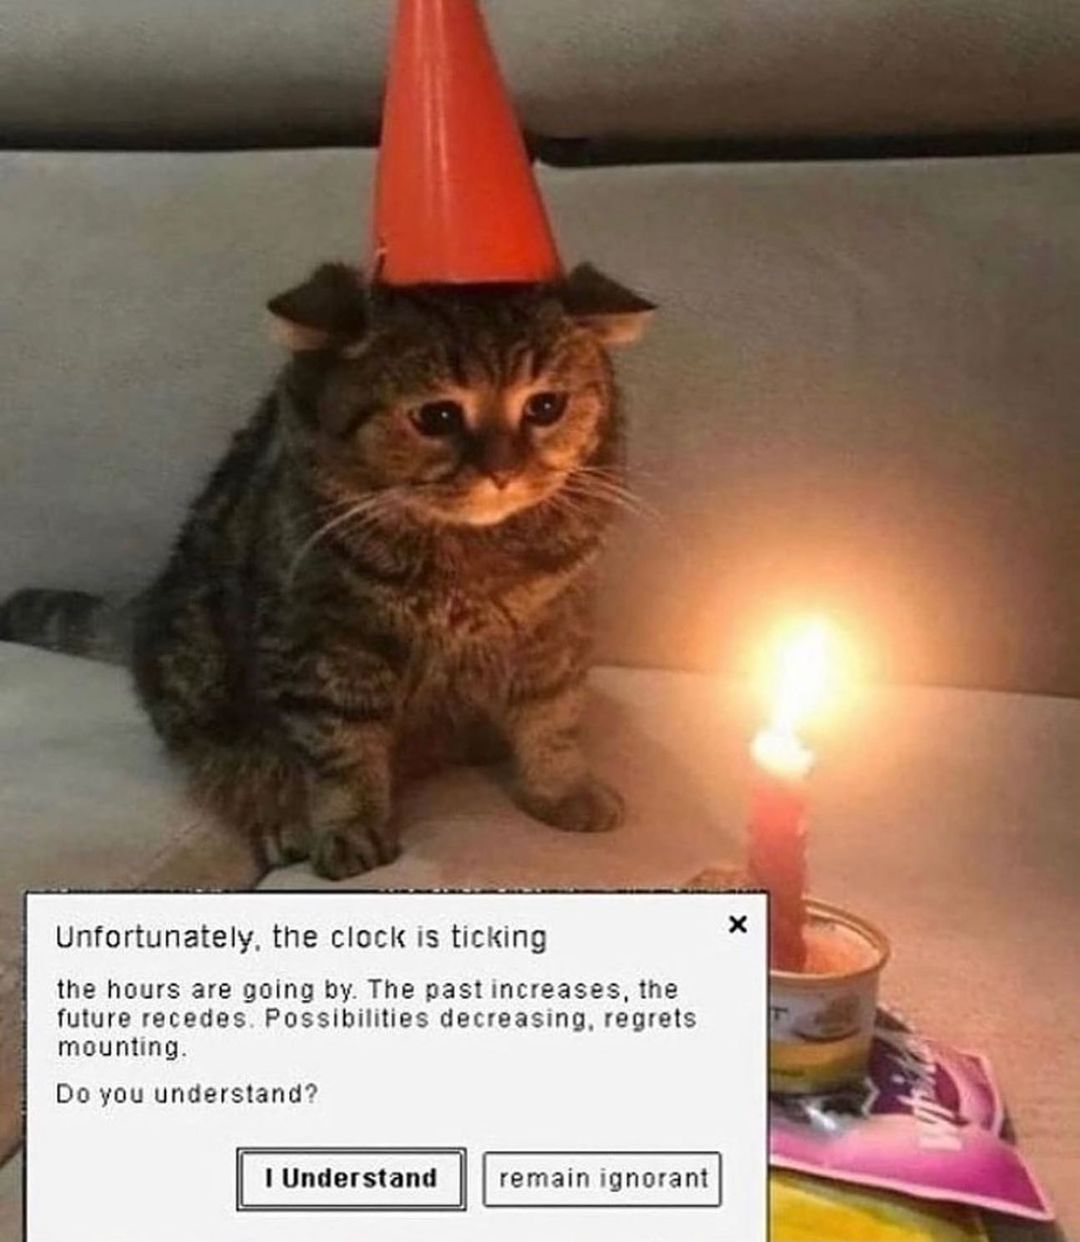 Unfortunately, the clock is ticking
the hours are going by. The past increases, the
future recedes. Possibilities decreasing, regrets
mounting.
Do you understand?
I Understand
remain ignorant